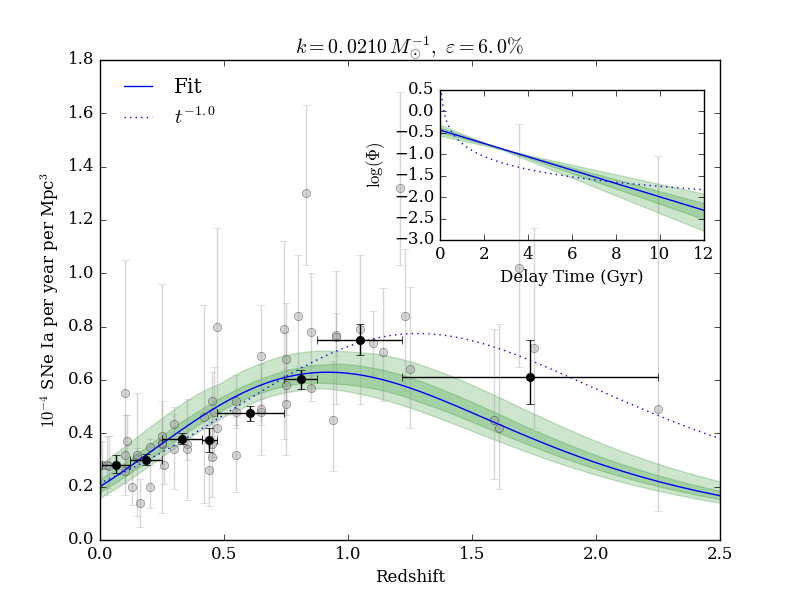 k = 0.0210 M⊙⁻¹, ε = 6.0%
1.8
1.6
1.4
1.2
1.0
0.8
0.6
0.4
0.2
0.0
10⁻⁴ SNe Ia per year per Mpc³
Fit
t⁻¹·⁰
0.5
0.0
−0.5
−1.0
−1.5
−2.0
−2.5
−3.0
log(Φ)
0 2 4 6 8 10 12
Delay Time (Gyr)
0.0 0.5 1.0 1.5 2.0 2.5
Redshift